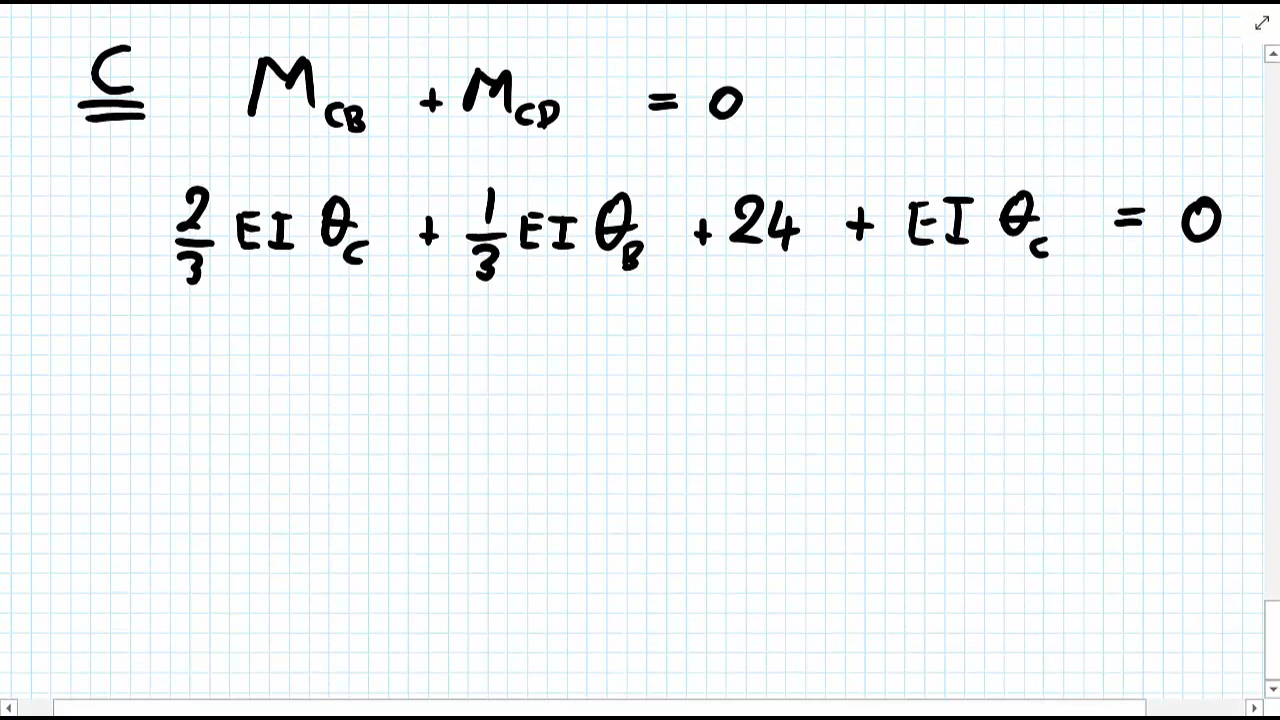 C M_CB + M_CD = 0
2/3 EI θ_C + 1/3 EI θ_B + 24 + EI θ_C = 0